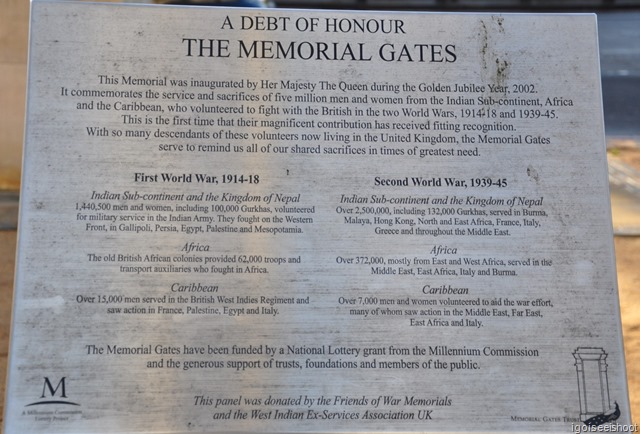 A DEBT OF HONOUR
THE MEMORIAL GATES
This Memorial was inaugurated by Her Majesty The Queen during the Golden Jubilee Year, 2002.
It commemorates the service and sacrifices of five million men and women from the Indian Sub-continent, Africa
and the Caribbean, who volunteered to fight with the British in the two World Wars, 1914-18 and 1939-45.
This is the first time that their magnificent contribution has received fitting recognition.
With so many descendants of these volunteers now living in the United Kingdom, the Memorial Gates
serve to remind us all of our shared sacrifices in times of greatest need.
First World War, 1914-18
Indian Sub-continent and the Kingdom of Nepal
1,440,500 men and women, including 100,000 Gurkhas, volunteered
for military service in the Indian Army. They fought on the Western
Front, in Gallipoli, Persia, Egypt, Palestine and Mesopotamia.
Africa
The old British African colonies provided 62,000 troops and
transport auxiliaries who fought in Africa.
Caribbean
Over 15,000 men served in the British West Indies Regiment and
saw action in France, Palestine, Egypt and Italy.
Second World War, 1939-45
Indian Sub-continent and the Kingdom of Nepal
Over 2,500,000, including 132,000 Gurkhas, served in Burma,
Malaya, Hong Kong, North and East Africa, France, Italy,
Greece and throughout the Middle East.
Africa
Over 372,000, mostly from East and West Africa, served in the
Middle East, East Africa, Italy and Burma.
Caribbean
Over 7,000 men and women volunteered to aid the war effort,
many of whom saw action in the Middle East, Far East,
East Africa and Italy.
The Memorial Gates have been funded by a National Lottery grant from the Millennium Commission
and the generous support of trusts, foundations and members of the public.
M
A Millennium Commission
Lottery Project
This panel was donated by the Friends of War Memorials
and the West Indian Ex-Services Association UK
MEMORIAL GATES TRUST
igoiseeishoot